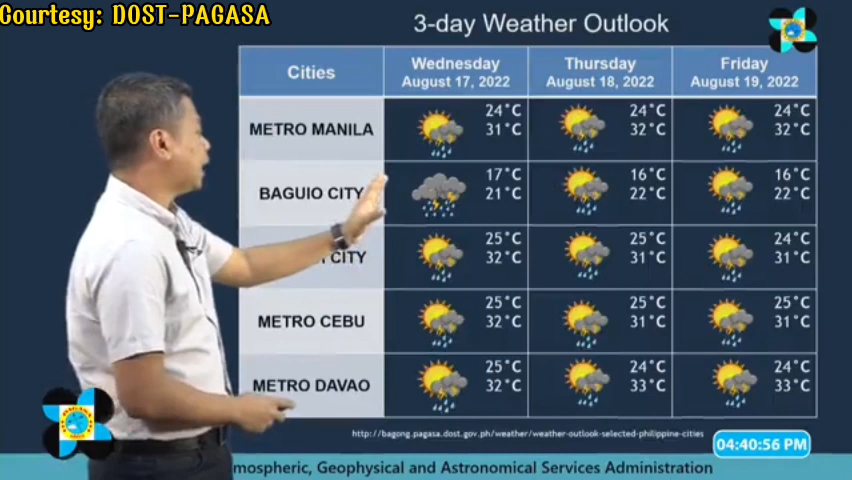 Courtesy: DOST-PAGASA
3-day Weather Outlook
Cities
Wednesday
August 17, 2022
Thursday
August 18, 2022
Friday
August 19, 2022
METRO MANILA
24°C
31°C
24°C
32°C
24°C
32°C
BAGUIO CITY
17°C
21°C
16°C
22°C
16°C
22°C
CITY
25°C
32°C
25°C
31°C
24°C
31°C
METRO CEBU
25°C
32°C
25°C
31°C
25°C
31°C
METRO DAVAO
25°C
32°C
24°C
33°C
24°C
33°C
http://bagong.pagasa.dost.gov.ph/weather/weather-outlook-selected-philippine-cities
04:40:56 PM
mospheric, Geophysical and Astronomical Services Administration